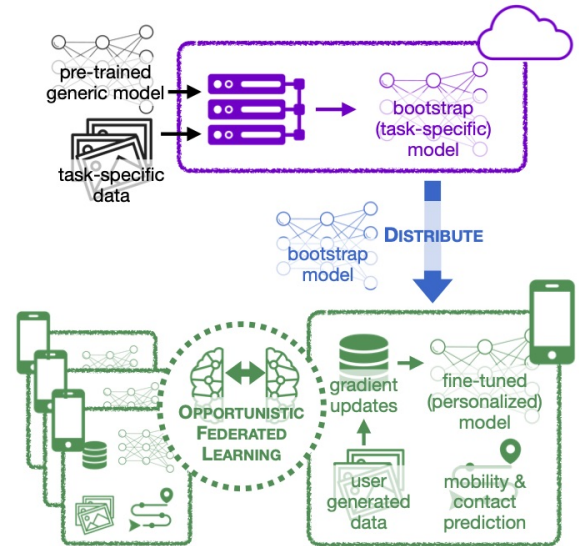 pre-trained
generic model
task-specific
data
bootstrap
(task-specific)
model
bootstrap
model
DISTRIBUTE
OPPORTUNISTIC
FEDERATED
LEARNING
gradient
updates
fine-tuned
(personalized)
model
user
generated
data
mobility &
contact
prediction